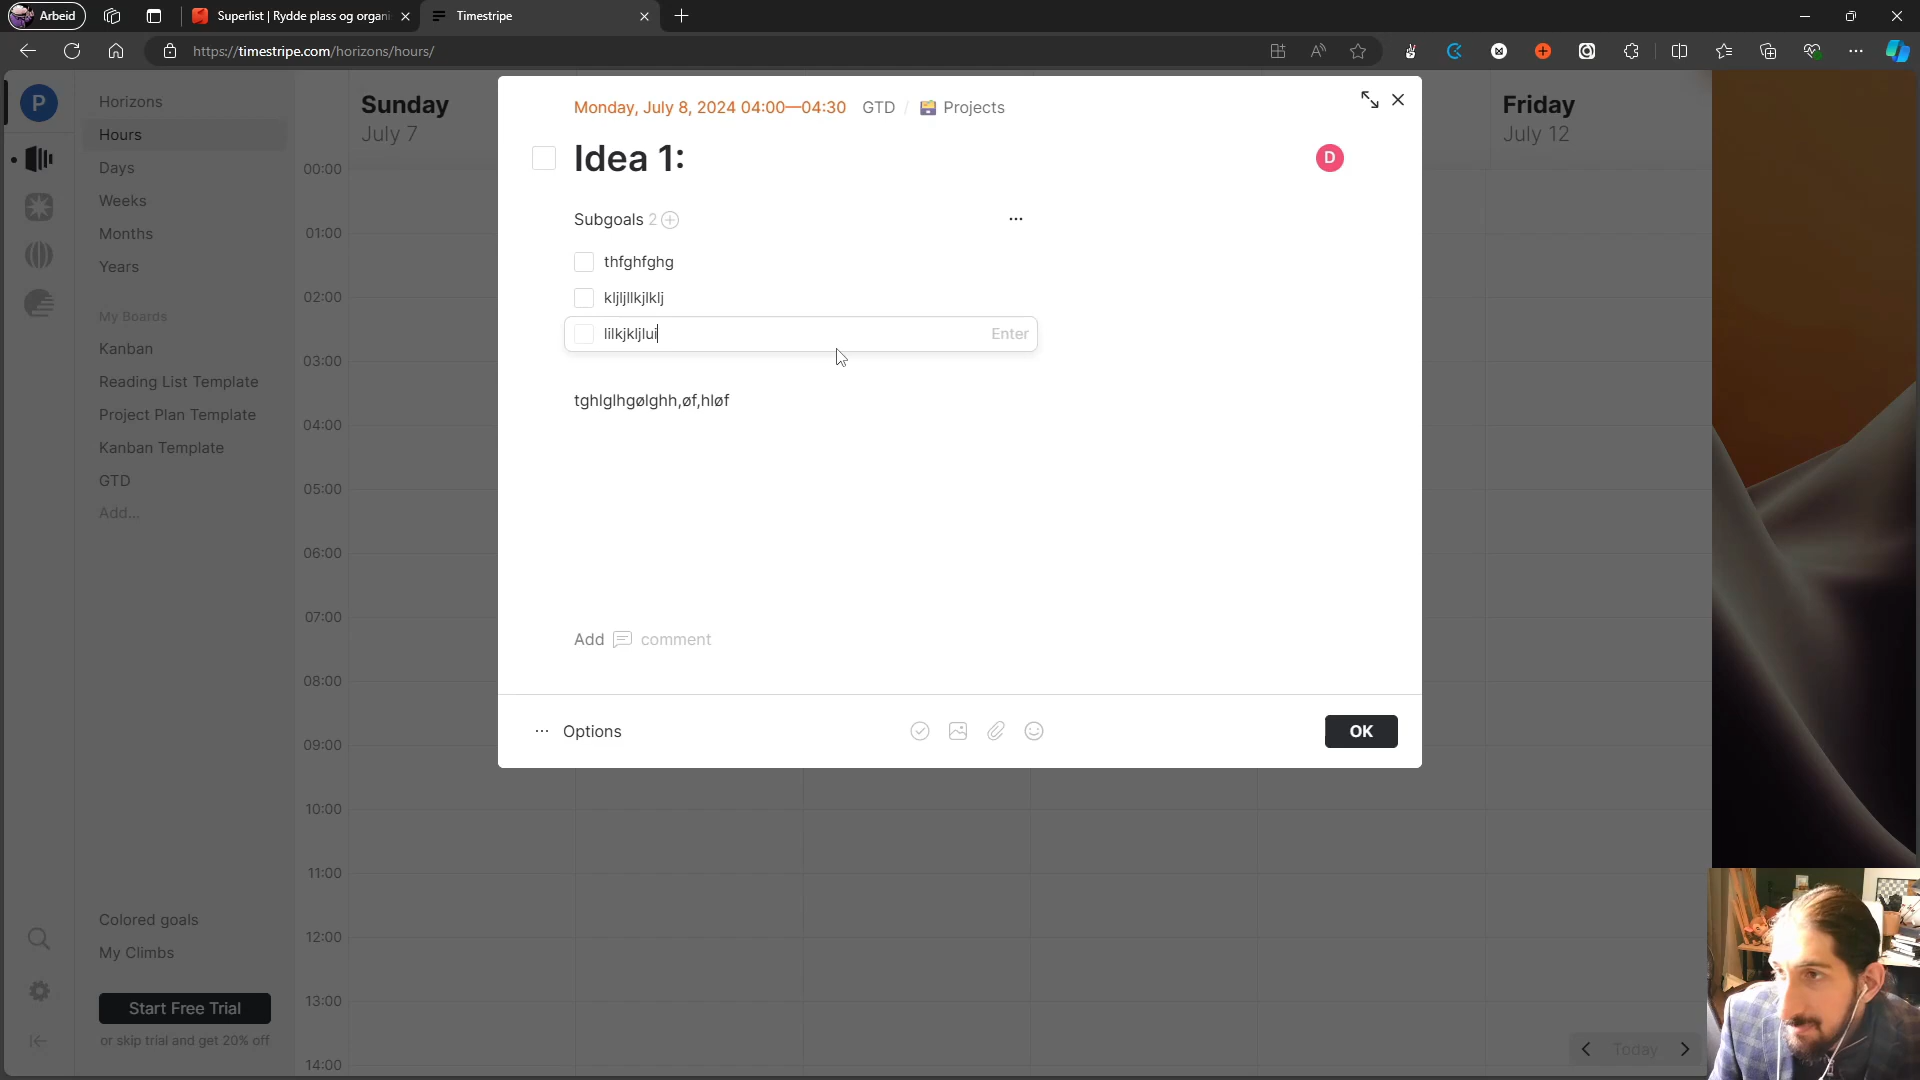 Arbeid
Superlist | Rydde plass og organi
Timestripe
https://timestripe.com/horizons/hours/
P
Horizons
Hours
Days
Weeks
Months
Years
My Boards
Kanban
Reading List Template
Project Plan Template
Kanban Template
GTD
Add...
Colored goals
My Climbs
Start Free Trial
or skip trial and get 20% off
Sunday
July 7
Friday
July 12
00:00
01:00
02:00
03:00
04:00
05:00
06:00
07:00
08:00
09:00
10:00
11:00
12:00
13:00
14:00
Monday, July 8, 2024 04:00—04:30 GTD / Projects
Idea 1:
D
Subgoals 2
thfghfghg
kljljllkjlklj
lilkjkljlui
Enter
tghlglhgølghh,øf,hløf
Add comment
Options
OK
Today